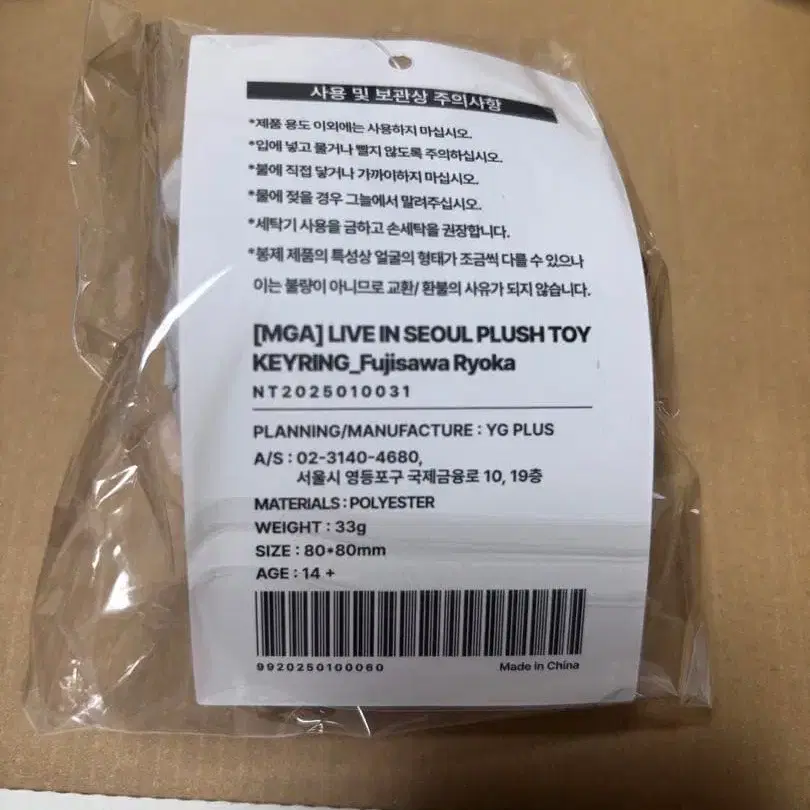 사용 및 보관상 주의사항
*제품 용도 이외에는 사용하지 마십시오.
*입에 넣고 물거나 빨지 않도록 주의하십시오.
*불에 직접 닿거나 가까이하지 마십시오.
*물에 젖을 경우 그늘에서 말려주십시오.
*세탁기 사용을 금하고 손세탁을 권장합니다.
*봉제 제품의 특성상 얼굴의 형태가 조금씩 다를 수 있으나
이는 불량이 아니므로 교환/ 환불의 사유가 되지 않습니다.
[MGA] LIVE IN SEOUL PLUSH TOY
KEYRING_Fujisawa Ryoka
NT2025010031
PLANNING/MANUFACTURE : YG PLUS
A/S : 02-3140-4680,
서울시 영등포구 국제금융로 10, 19층
MATERIALS : POLYESTER
WEIGHT : 33g
SIZE : 80*80mm
AGE : 14 +
9920250100060
Made in China